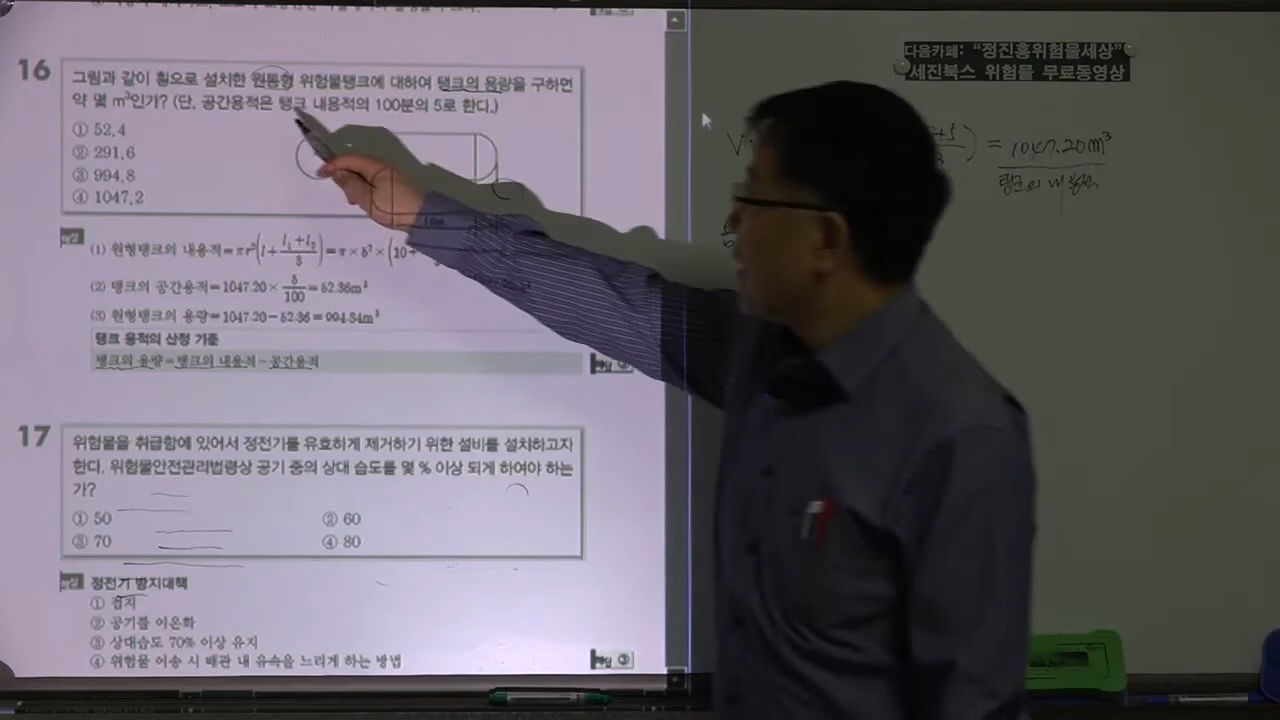 16
그림과 같이 횡으로 설치한 원통형 위험물탱크에 대하여 탱크의 용량을 구하면
약 몇 m³인가? (단, 공간용적은 탱크 내용적의 100분의 5로 한다.)
① 52.4
② 291.6
③ 994.8
④ 1047.2
10m
해설
(1) 원형탱크의 내용적=πr²(l+(l₁+l₂)/3)=π×5²×(10+
(2) 탱크의 공간용적=1047.20×5/100=52.36m³
(3) 원형탱크의 용량=1047.20-52.36=994.84m³
탱크 용적의 산정 기준
탱크의 용량=탱크의 내용적-공간용적
해답 ③
17
위험물을 취급함에 있어서 정전기를 유효하게 제거하기 위한 설비를 설치하고자
한다. 위험물안전관리법령상 공기 중의 상대 습도를 몇 % 이상 되게 하여야 하는
가?
① 50
② 60
③ 70
④ 80
해설
정전기 방지대책
① 접지
② 공기를 이온화
③ 상대습도 70% 이상 유지
④ 위험물 이송 시 배관 내 유속을 느리게 하는 방법
해답 ③
다음카페: "정진홍위험물세상"
세진북스 위험물 무료동영상
V
+5
3
) = 1047.20m³
탱크의 내용적